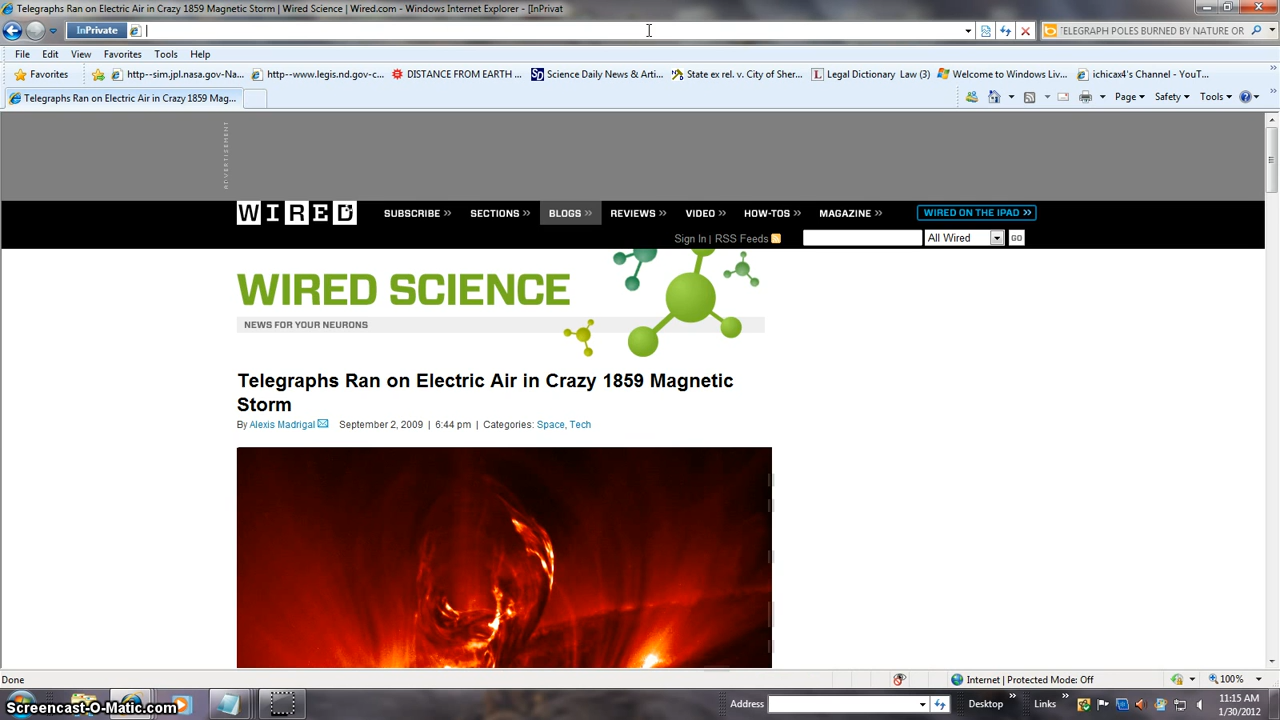 Telegraphs Ran on Electric Air in Crazy 1859 Magnetic Storm | Wired Science | Wired.com - Windows Internet Explorer - [InPrivat
InPrivate
TELEGRAPH POLES BURNED BY NATURE OR
File Edit View Favorites Tools Help
Favorites http--sim.jpl.nasa.gov-Na... http--www.legis.nd.gov-c... DISTANCE FROM EARTH ... Science Daily News & Arti... State ex rel. v. City of Sher... Legal Dictionary Law (3) Welcome to Windows Liv... ichicax4's Channel - YouT...
Telegraphs Ran on Electric Air in Crazy 1859 Mag...
Page Safety Tools
ADVERTISEMENT
WIRED SUBSCRIBE >> SECTIONS >> BLOGS >> REVIEWS >> VIDEO >> HOW-TOS >> MAGAZINE >> WIRED ON THE IPAD >>
Sign In | RSS Feeds All Wired GO
WIRED SCIENCE
NEWS FOR YOUR NEURONS
Telegraphs Ran on Electric Air in Crazy 1859 Magnetic
Storm
By Alexis Madrigal September 2, 2009 | 6:44 pm | Categories: Space, Tech
Done Internet | Protected Mode: Off 100%
Screencast-O-Matic.com Address Desktop >> Links >> 11:15 AM
1/30/2012